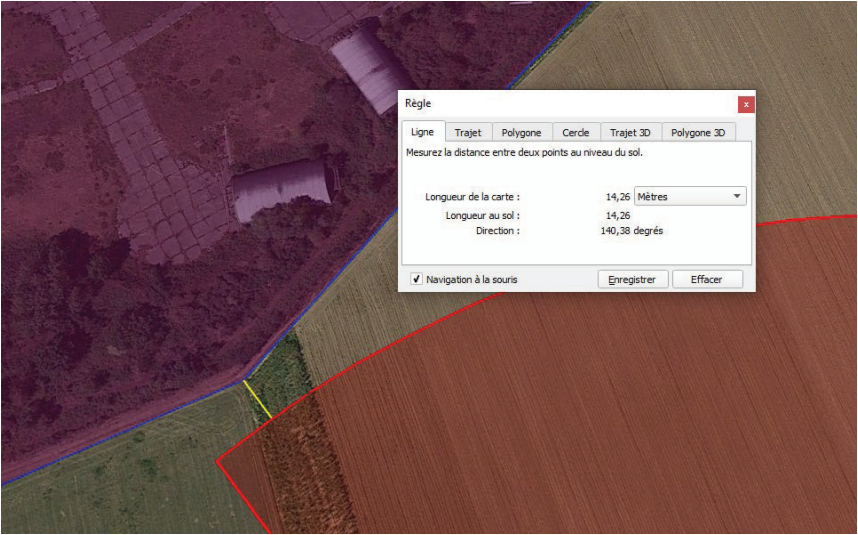 Règle
x
Ligne Trajet Polygone Cercle Trajet 3D Polygone 3D
Mesurez la distance entre deux points au niveau du sol.
Longueur de la carte : 14,26 Mètres
Longueur au sol : 14,26
Direction : 140,38 degrés
Navigation à la souris Enregistrer Effacer